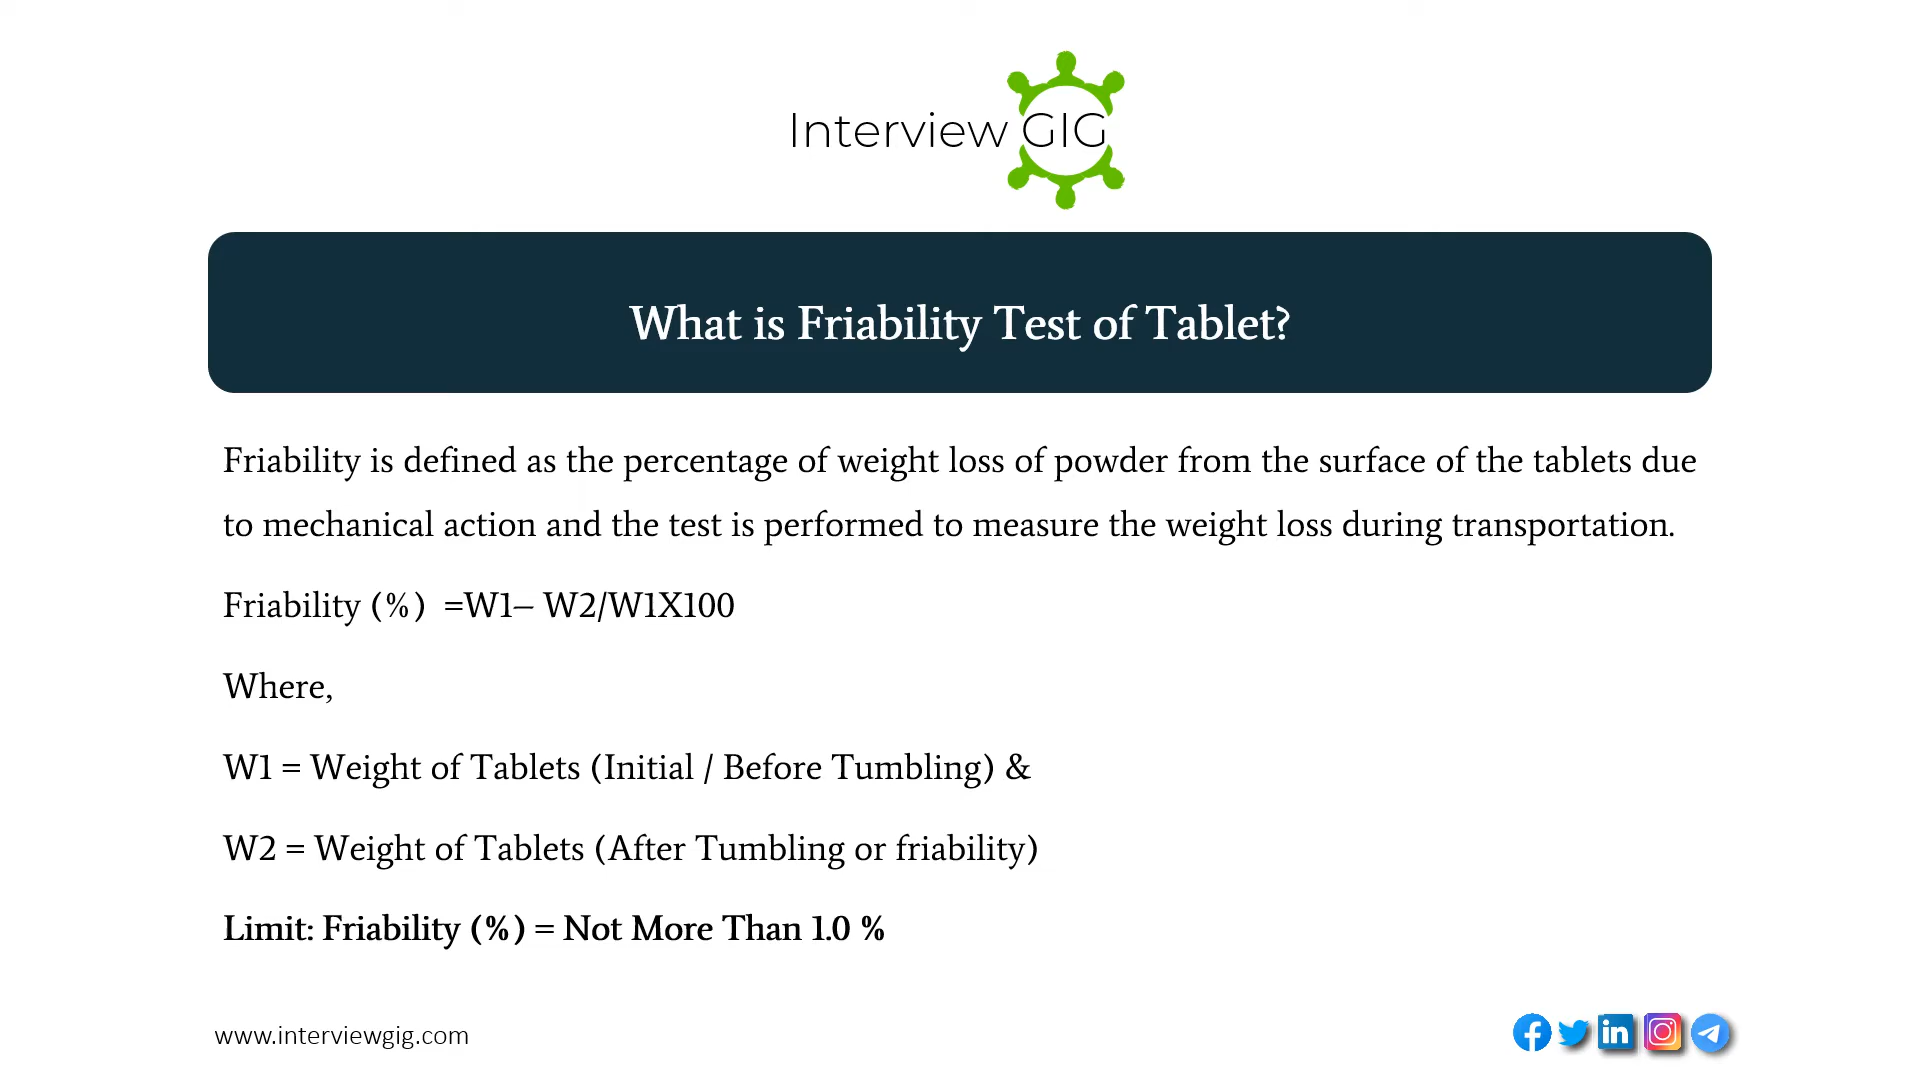 Interview GIG
What is Friability Test of Tablet?
Friability is defined as the percentage of weight loss of powder from the surface of the tablets due
to mechanical action and the test is performed to measure the weight loss during transportation.
Friability (%)  =W1– W2/W1X100
Where,
W1 = Weight of Tablets (Initial / Before Tumbling) &
W2 = Weight of Tablets (After Tumbling or friability)
Limit: Friability (%) = Not More Than 1.0 %
www.interviewgig.com
in